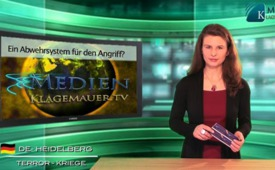 Ein Abwehrsystem für den Angriff?
MEDIEN
KLAGEMAUER.TV
DE, HEIDELBERG
TERROR - KRIEGE
K